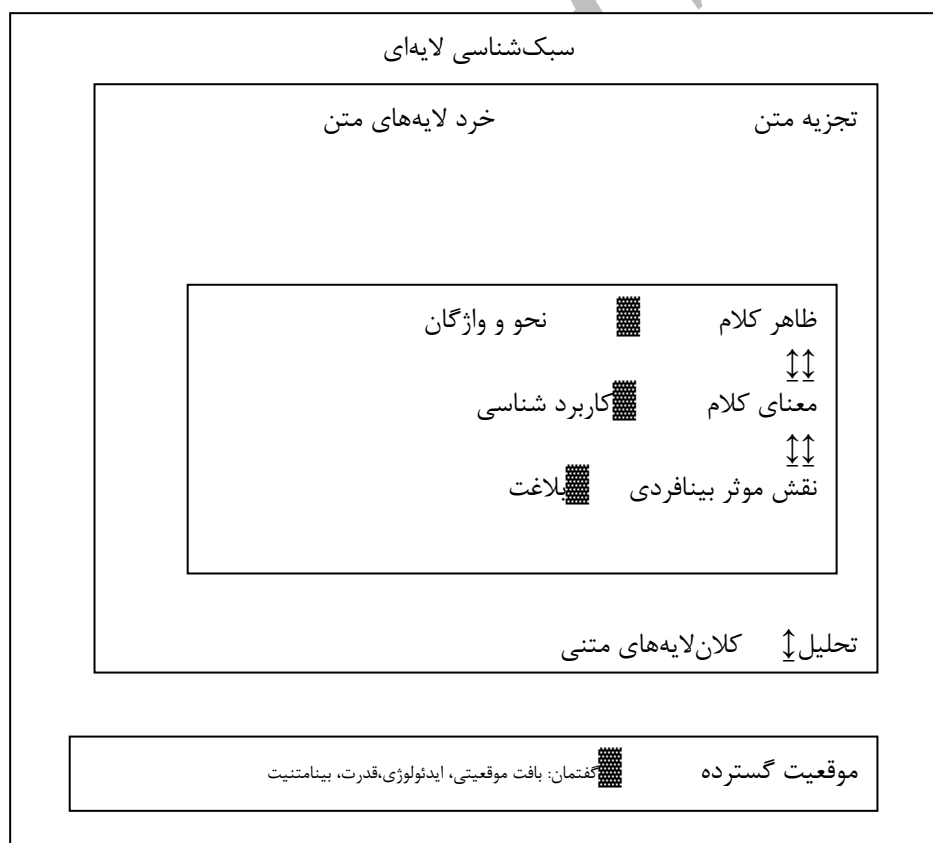 سبک‌شناسی لایه‌ای
تجزیه متن خرد لایه‌های متن
ظاهر کلام ▓ نحو و واژگان
↨↨
معنای کلام ▓کاربرد شناسی
↨↨
نقش موثر بینافردی ▓بلاغت
تحلیل↨ کلان‌لایه‌های متنی
موقعیت گسترده ▓گفتمان: بافت موقعیتی، ایدئولوژی،قدرت، بینامتنیت